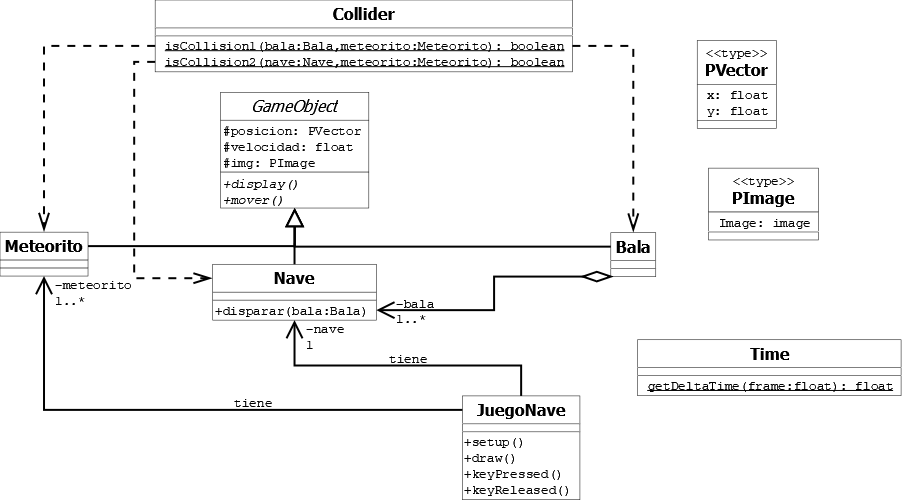 Collider
isCollision1(bala:Bala,meteorito:Meteorito): boolean
isCollision2(nave:Nave,meteorito:Meteorito): boolean
<<type>>
PVector
x: float
y: float
GameObject
#posicion: PVector
#velocidad: float
#img: PImage
+display()
+mover()
<<type>>
PImage
Image: image
Meteorito
Bala
Nave
+disparar(bala:Bala)
-meteorito
1..*
-bala
1..*
-nave
1
tiene
Time
getDeltaTime(frame:float): float
tiene
JuegoNave
+setup()
+draw()
+keyPressed()
+keyReleased()